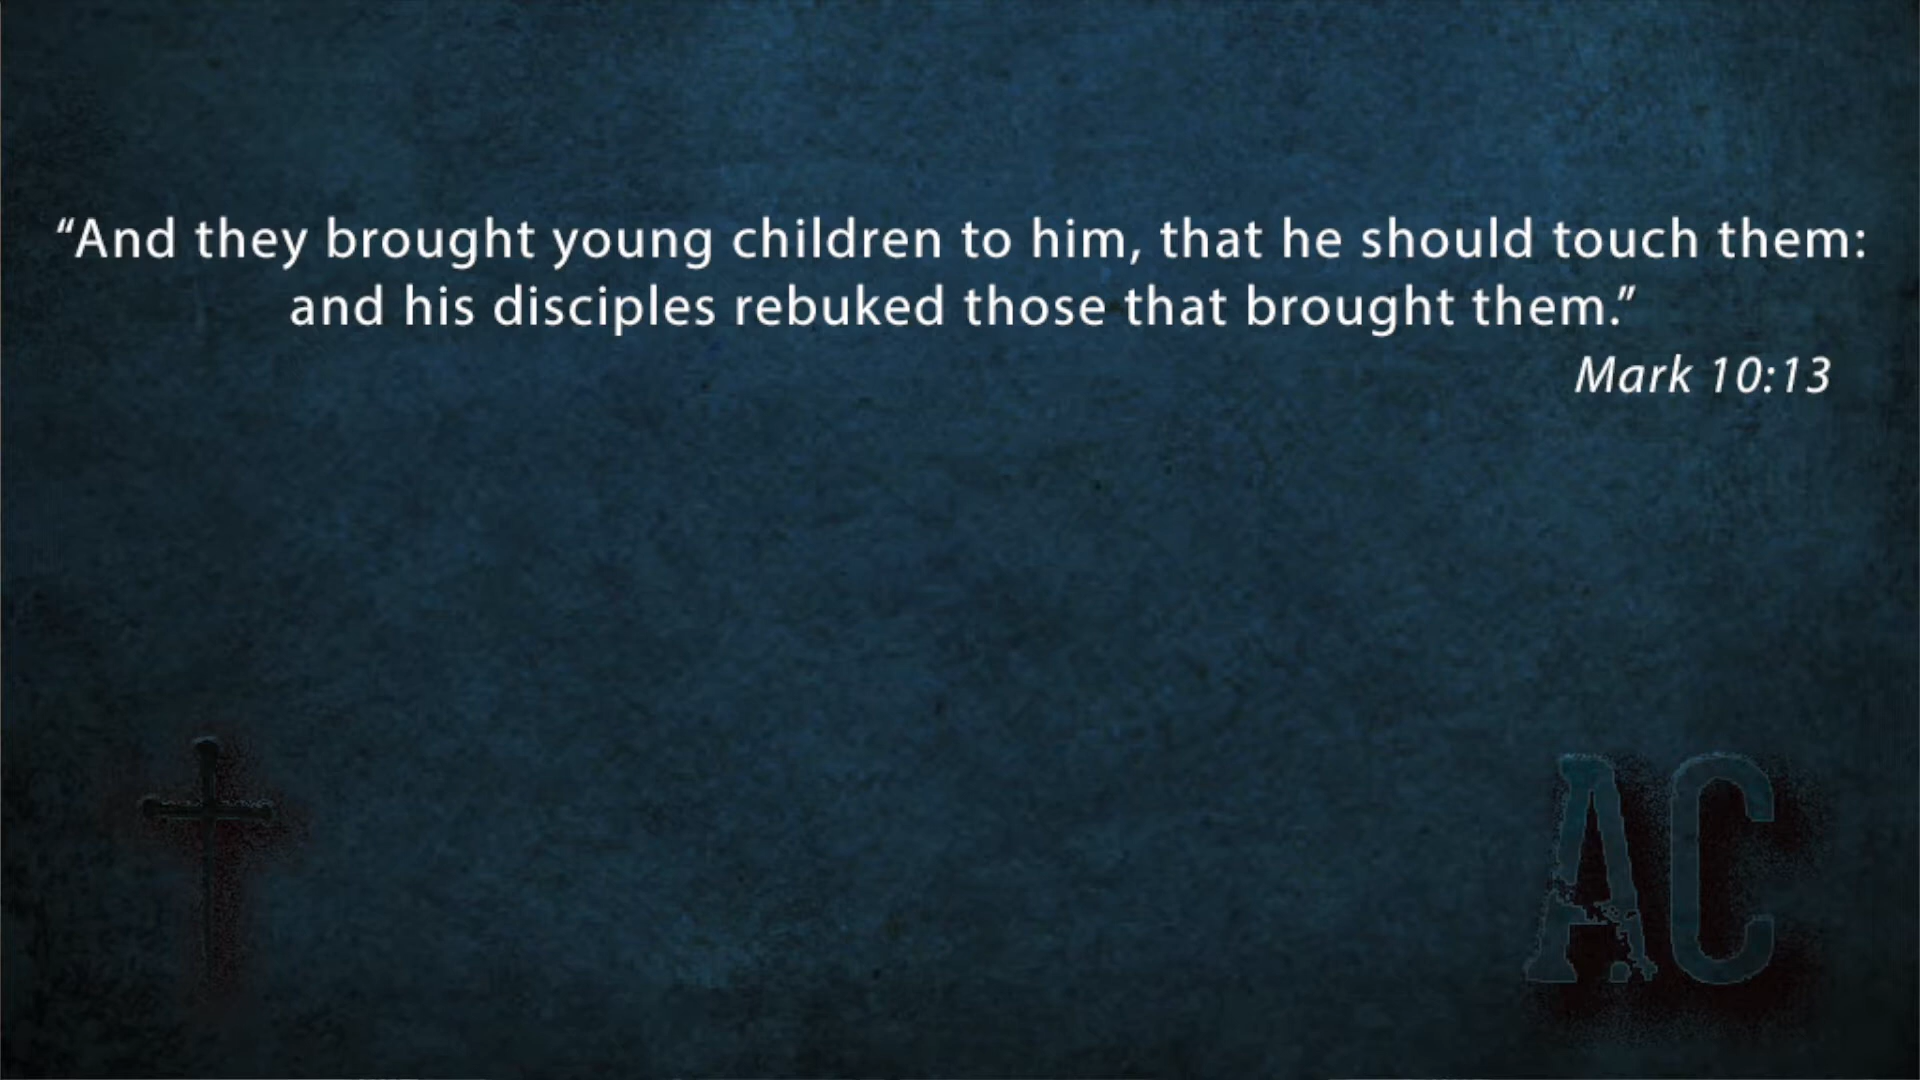 “And they brought young children to him, that he should touch them:
and his disciples rebuked those that brought them.”
Mark 10:13
AC